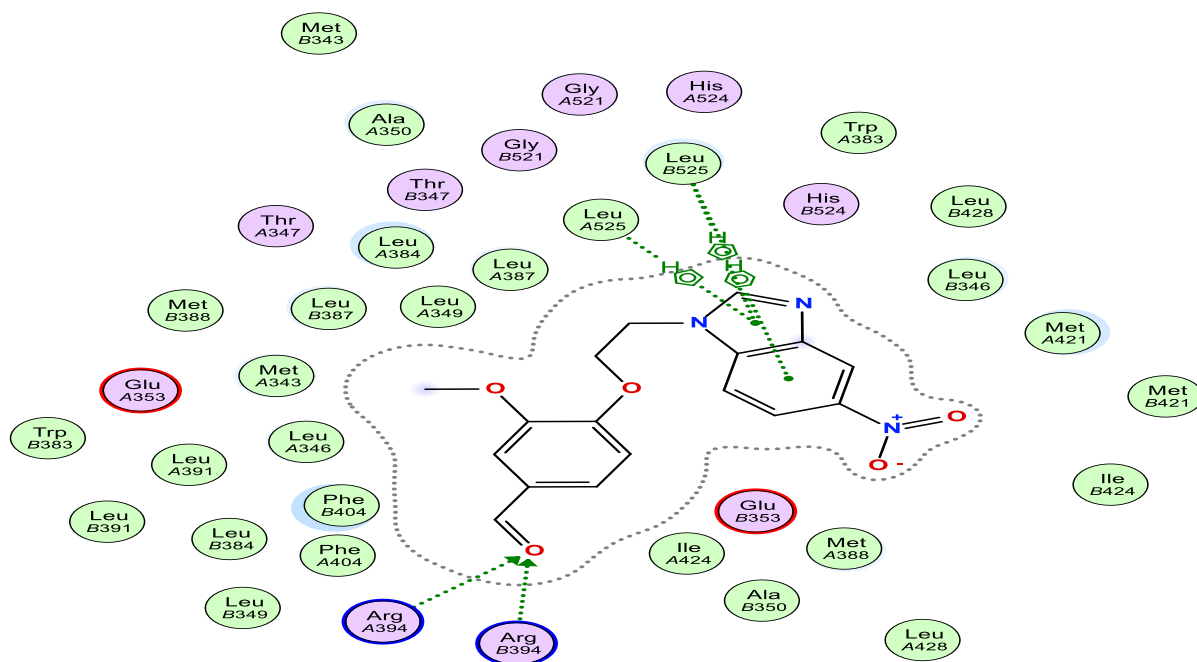 Met
B343
Gly
A521
His
A524
Ala
A350
Trp
A383
Gly
B521
Leu
B525
Thr
B347
His
B524
Leu
B428
Thr
A347
Leu
A525
Leu
A384
H
Leu
A387
H
H
Leu
B346
Met
B388
Leu
B387
Leu
A349
N
N
Met
A421
Glu
A353
Met
A343
O
O
Met
B421
Trp
B383
Leu
A391
Leu
A346
N
+
O
O
-
Ile
B424
Leu
B391
Phe
B404
Glu
B353
Leu
B384
Phe
A404
O
Ile
A424
Met
A388
Leu
B349
Arg
A394
Arg
B394
Ala
B350
Leu
A428